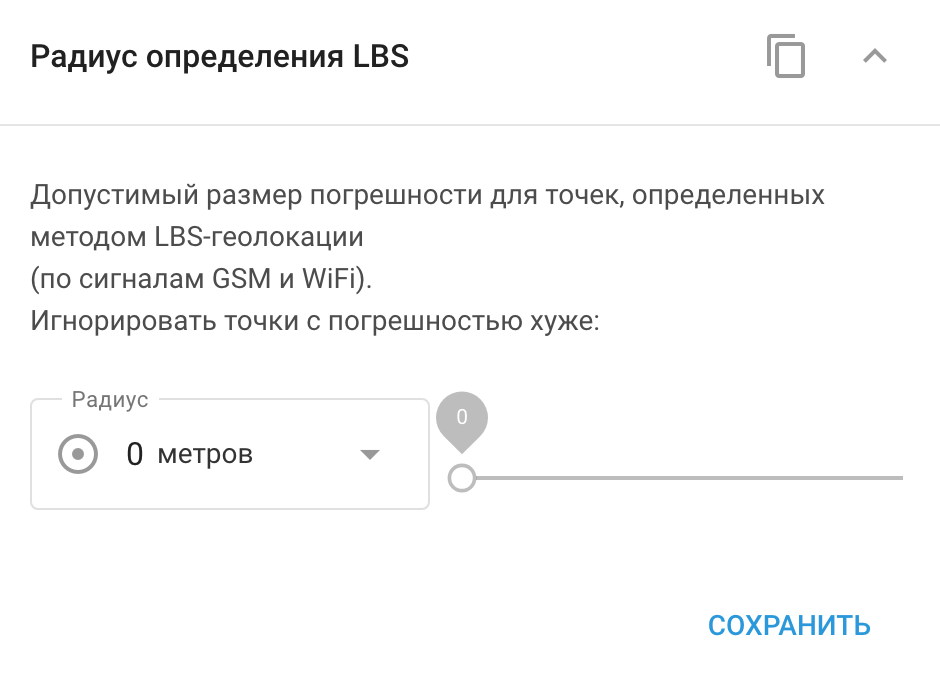 Радиус определения LBS
Допустимый размер погрешности для точек, определенных
методом LBS-геолокации
(по сигналам GSM и WiFi).
Игнорировать точки с погрешностью хуже:
Радиус
0 метров
0
СОХРАНИТЬ